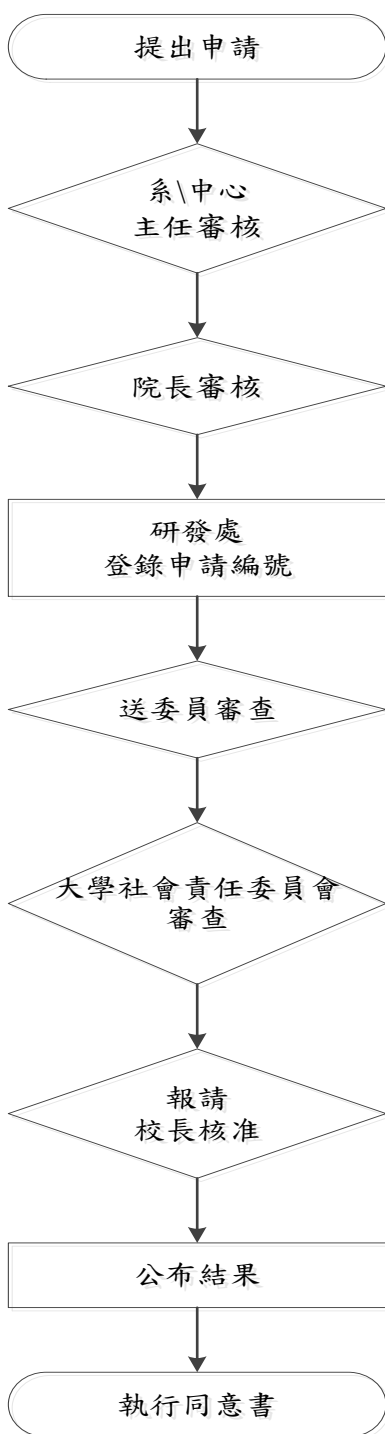 提出申請
系\中心
主任審核
院長審核
研發處
登錄申請編號
送委員審查
大學社會責任委員會
審查
報請
校長核准
公布結果
執行同意書